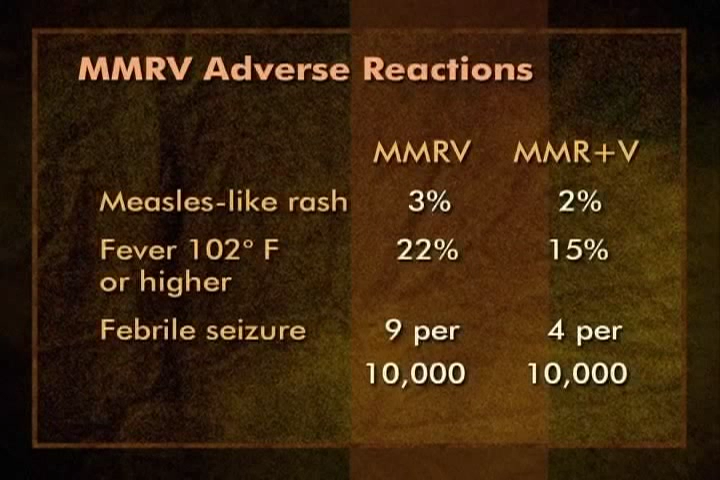 MMRV Adverse Reactions
MMRV MMR+V
Measles-like rash 3% 2%
Fever 102° F 22% 15%
or higher
Febrile seizure 9 per 4 per
10,000 10,000